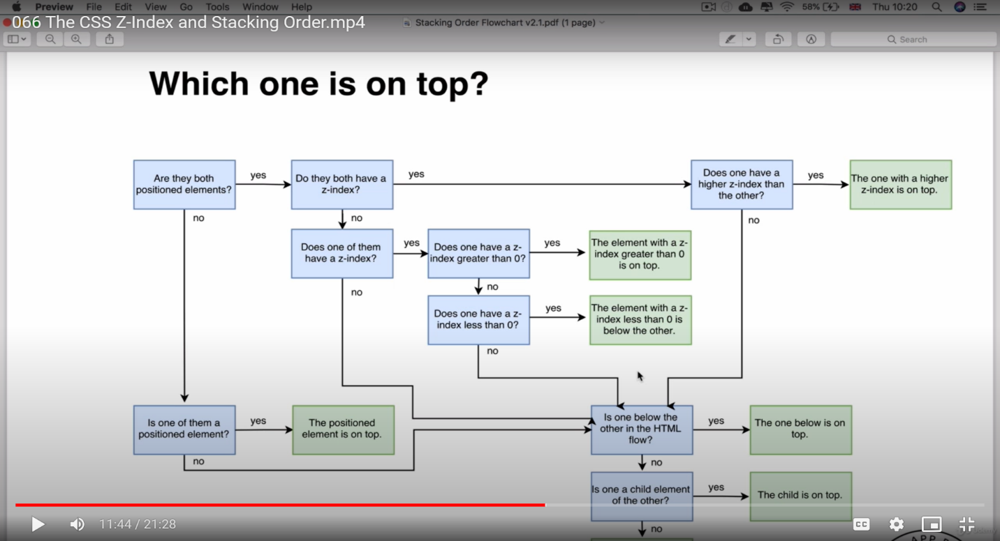 Preview File Edit View Go Tools Window Help 58% Thu 10:20
066 The CSS Z-Index and Stacking Order.mp4
Stacking Order Flowchart v2.1.pdf (1 page)
Search
Which one is on top?
Are they both
positioned elements?
yes
Do they both have a
z-index?
yes
Does one have a
higher z-index than
the other?
yes
The one with a higher
z-index is on top.
no
no
no
Does one of them
have a z-index?
yes
Does one have a z-
index greater than 0?
yes
The element with a z-
index greater than 0
is on top.
no
no
Does one have a z-
index less than 0?
yes
The element with a z-
index less than 0 is
below the other.
no
Is one of them a
positioned element?
yes
The positioned
element is on top.
no
Is one below the
other in the HTML
flow?
yes
The one below is on
top.
no
Is one a child element
of the other?
yes
The child is on top.
no
11:44 / 21:28
CC
APP